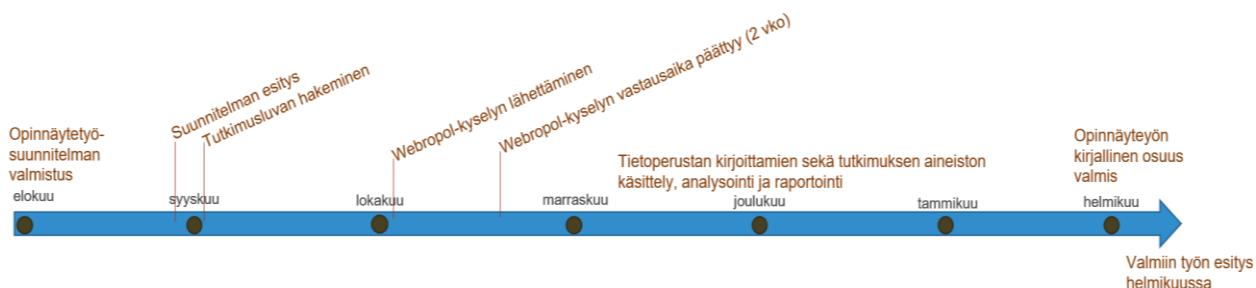 Opinnäytetyö-
suunnitelman
valmistus
Suunnitelman esitys
Tutkimusluvan hakeminen
Webropol-kyselyn lähettäminen
Webropol-kyselyn vastausaika päättyy (2 vko)
Tietoperustan kirjoittamien sekä tutkimuksen aineiston
käsittely, analysointi ja raportointi
Opinnäyteyön
kirjallinen osuus
valmis
elokuu
syyskuu
lokakuu
marraskuu
joulukuu
tammikuu
helmikuu
Valmiin työn esitys
helmikuussa